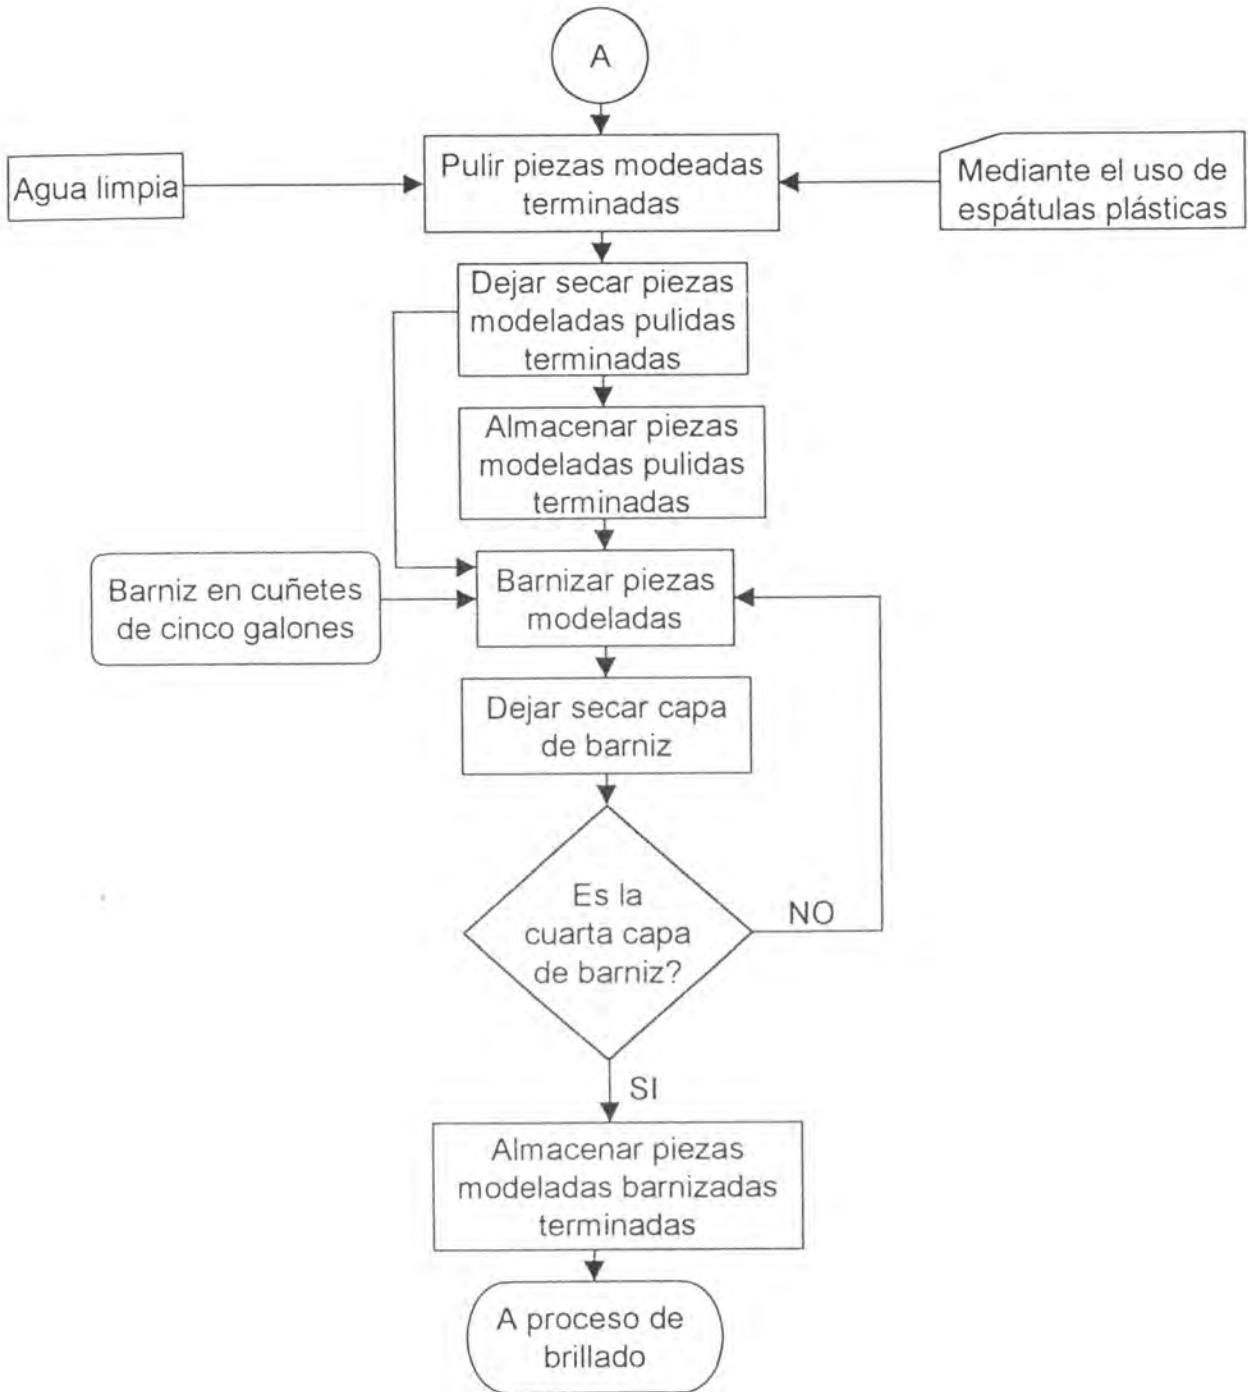 A
Agua limpia
Pulir piezas modeadas
terminadas
Mediante el uso de
espátulas plásticas
Dejar secar piezas
modeladas pulidas
terminadas
Almacenar piezas
modeladas pulidas
terminadas
Barniz en cuñetes
de cinco galones
Barnizar piezas
modeladas
Dejar secar capa
de barniz
Es la
cuarta capa
de barniz?
NO
SI
Almacenar piezas
modeladas barnizadas
terminadas
A proceso de
brillado